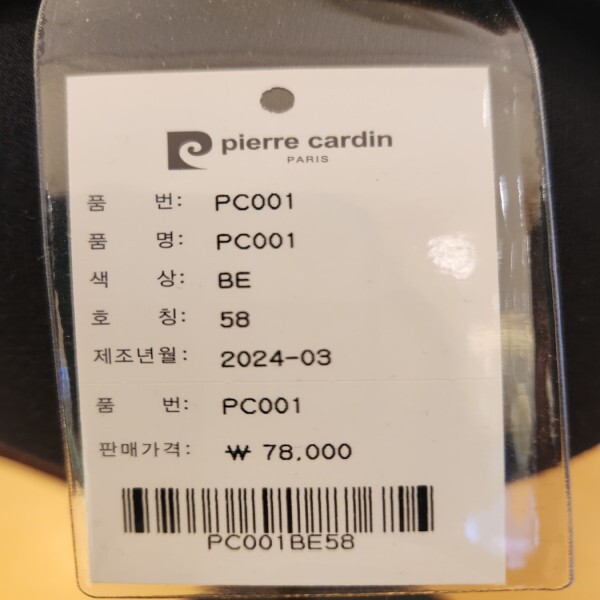 pierre cardin
PARIS
품 번: PC001
품 명: PC001
색 상: BE
호 칭: 58
제조년월: 2024-03
품 번: PC001
판매가격: ₩ 78,000
PC001BE58